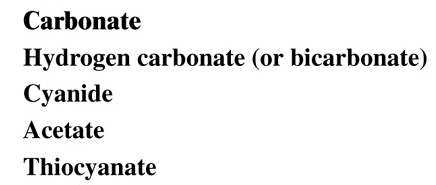 Carbonate
Hydrogen carbonate (or bicarbonate)
Cyanide
Acetate
Thiocyanate